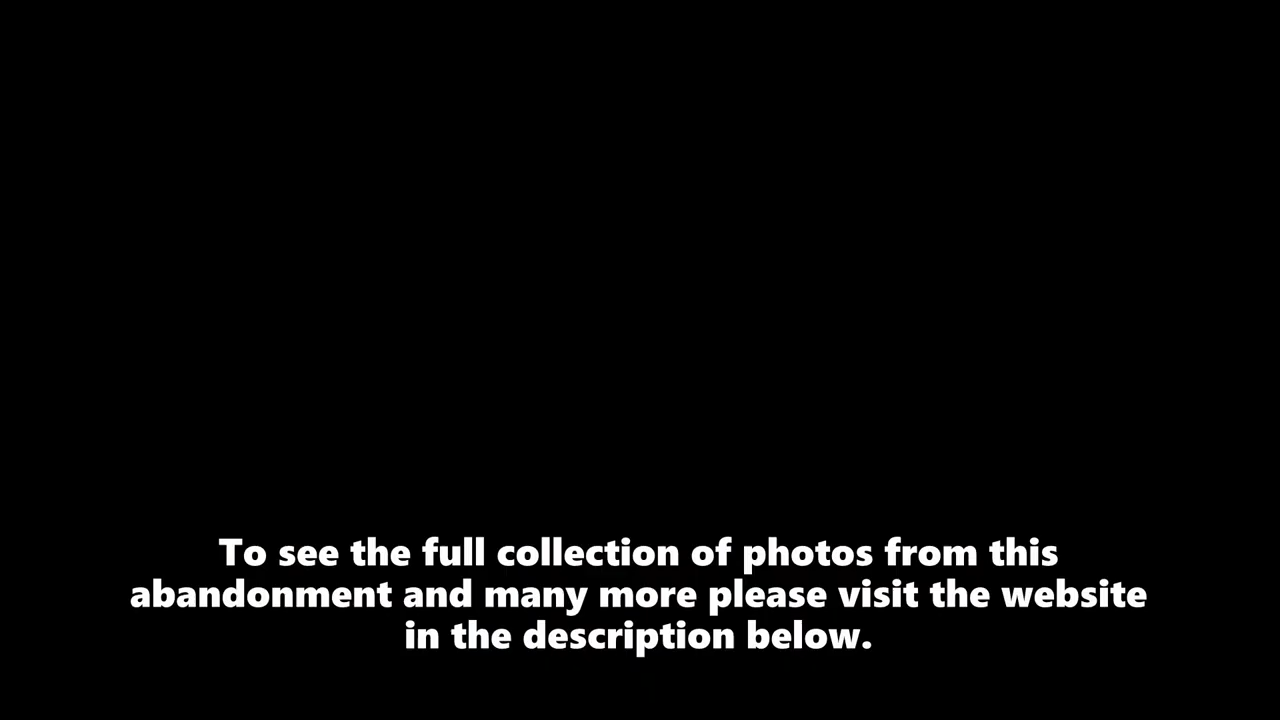 To see the full collection of photos from this
abandonment and many more please visit the website
in the description below.